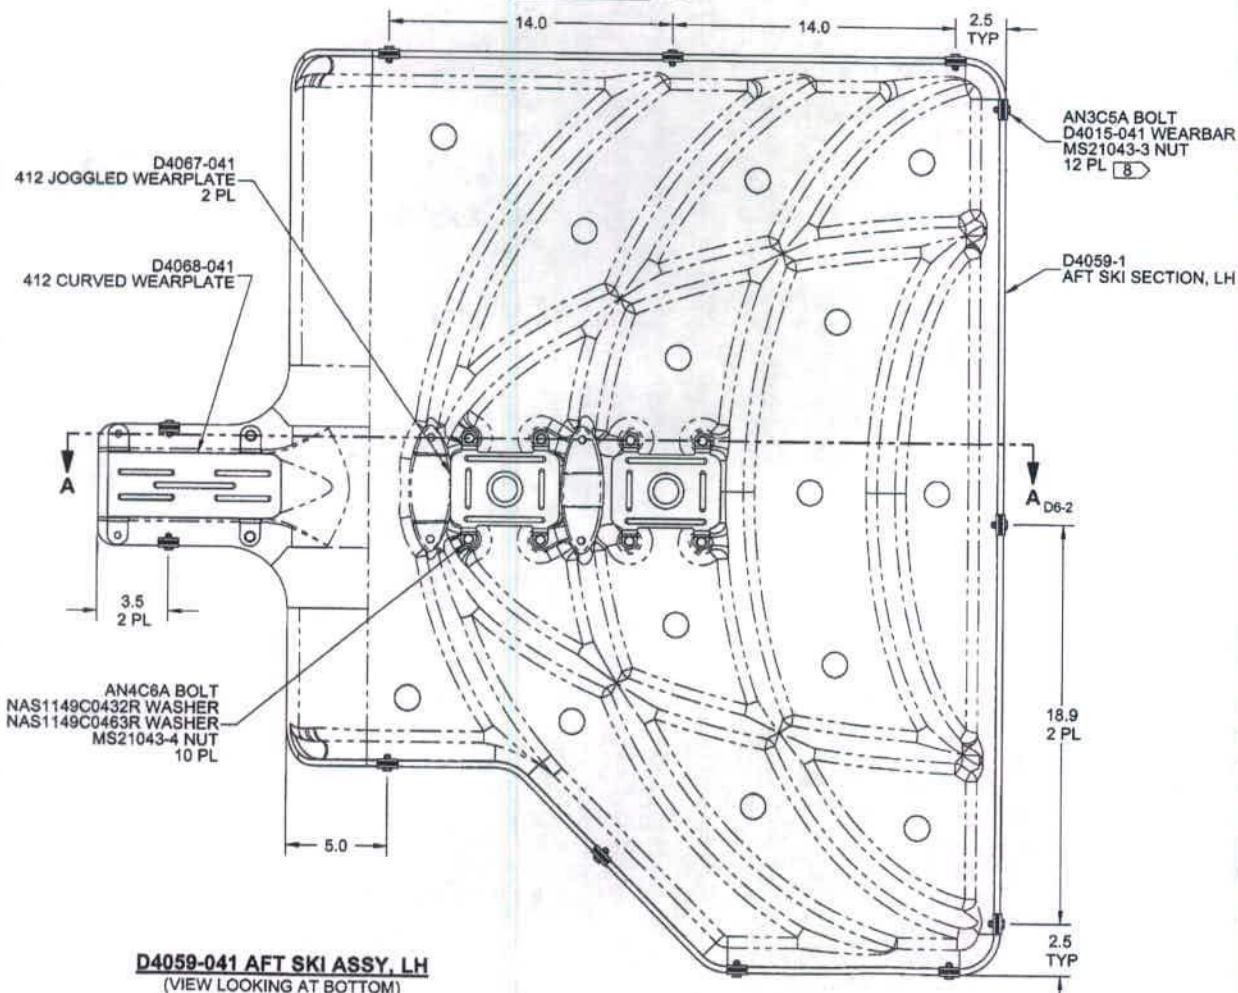 14.0
14.0
2.5
TYP
AN3C5A BOLT
D4015-041 WEARBAR
MS21043-3 NUT
12 PL 8
D4067-041
412 JOGGLED WEARPLATE
2 PL
D4068-041
412 CURVED WEARPLATE
D4059-1
AFT SKI SECTION, LH
A
A D6-2
3.5
2 PL
AN4C6A BOLT
NAS1149C0432R WASHER
NAS1149C0463R WASHER
MS21043-4 NUT
10 PL
18.9
2 PL
5.0
2.5
TYP
D4059-041 AFT SKI ASSY, LH
(VIEW LOOKING AT BOTTOM)